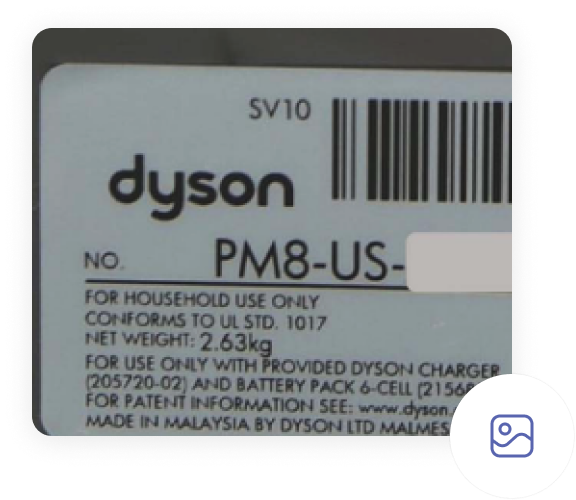 SV10
dyson
NO. PM8-US-
FOR HOUSEHOLD USE ONLY
CONFORMS TO UL STD. 1017
NET WEIGHT: 2.63kg
FOR USE ONLY WITH PROVIDED DYSON CHARGER
(205720-02) AND BATTERY PACK 6-CELL
FOR PATENT INFORMATION SEE: www.dyson.
MADE IN MALAYSIA BY DYSON LTD